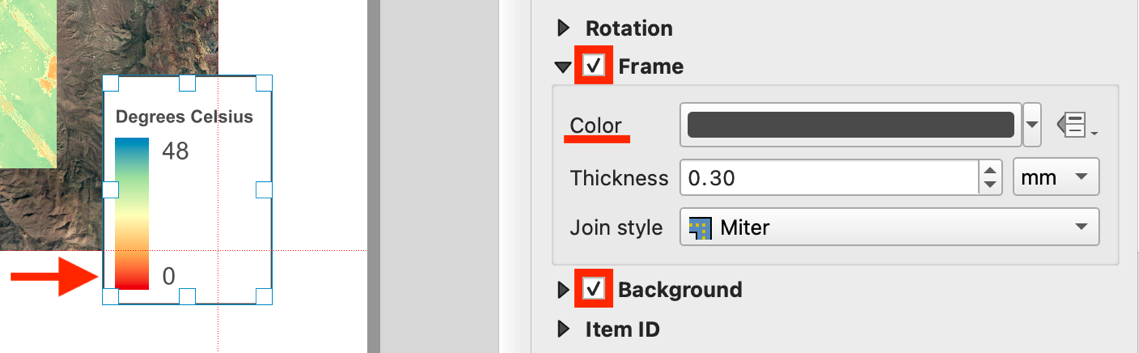 Degrees Celsius
48
0
Rotation
Frame
Color
Thickness 0.30 mm
Join style Miter
Background
Item ID